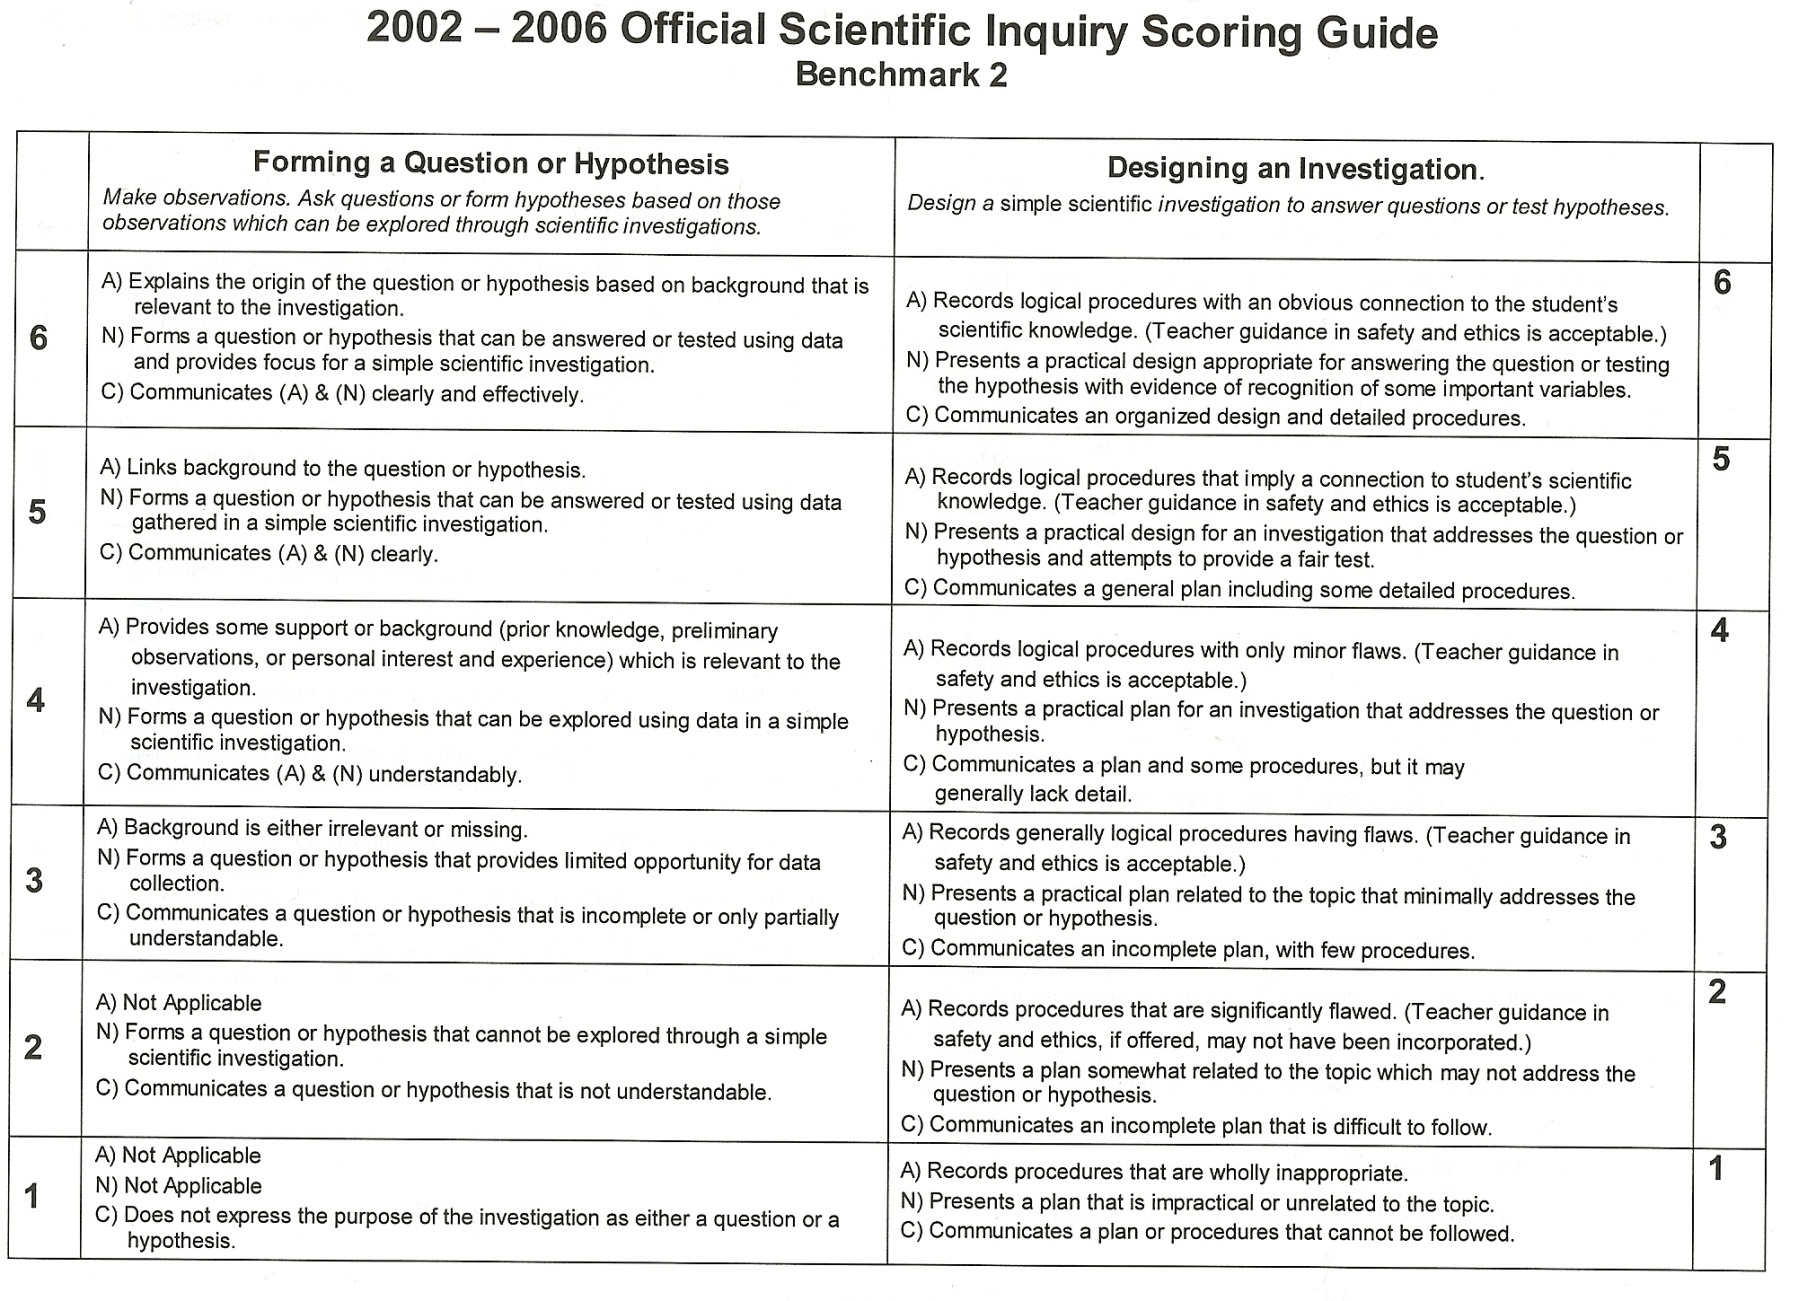 2002 – 2006 Official Scientific Inquiry Scoring Guide
Benchmark 2
Forming a Question or Hypothesis
Make observations. Ask questions or form hypotheses based on those
observations which can be explored through scientific investigations.
Designing an Investigation.
Design a simple scientific investigation to answer questions or test hypotheses.
6
A) Explains the origin of the question or hypothesis based on background that is
relevant to the investigation.
N) Forms a question or hypothesis that can be answered or tested using data
and provides focus for a simple scientific investigation.
C) Communicates (A) & (N) clearly and effectively.
A) Records logical procedures with an obvious connection to the student's
scientific knowledge. (Teacher guidance in safety and ethics is acceptable.)
N) Presents a practical design appropriate for answering the question or testing
the hypothesis with evidence of recognition of some important variables.
C) Communicates an organized design and detailed procedures.
6
5
A) Links background to the question or hypothesis.
N) Forms a question or hypothesis that can be answered or tested using data
gathered in a simple scientific investigation.
C) Communicates (A) & (N) clearly.
A) Records logical procedures that imply a connection to student's scientific
knowledge. (Teacher guidance in safety and ethics is acceptable.)
N) Presents a practical design for an investigation that addresses the question or
hypothesis and attempts to provide a fair test.
C) Communicates a general plan including some detailed procedures.
5
4
A) Provides some support or background (prior knowledge, preliminary
observations, or personal interest and experience) which is relevant to the
investigation.
N) Forms a question or hypothesis that can be explored using data in a simple
scientific investigation.
C) Communicates (A) & (N) understandably.
A) Records logical procedures with only minor flaws. (Teacher guidance in
safety and ethics is acceptable.)
N) Presents a practical plan for an investigation that addresses the question or
hypothesis.
C) Communicates a plan and some procedures, but it may
generally lack detail.
4
3
A) Background is either irrelevant or missing.
N) Forms a question or hypothesis that provides limited opportunity for data
collection.
C) Communicates a question or hypothesis that is incomplete or only partially
understandable.
A) Records generally logical procedures having flaws. (Teacher guidance in
safety and ethics is acceptable.)
N) Presents a practical plan related to the topic that minimally addresses the
question or hypothesis.
C) Communicates an incomplete plan, with few procedures.
3
2
A) Not Applicable
N) Forms a question or hypothesis that cannot be explored through a simple
scientific investigation.
C) Communicates a question or hypothesis that is not understandable.
A) Records procedures that are significantly flawed. (Teacher guidance in
safety and ethics, if offered, may not have been incorporated.)
N) Presents a plan somewhat related to the topic which may not address the
question or hypothesis.
C) Communicates an incomplete plan that is difficult to follow.
2
1
A) Not Applicable
N) Not Applicable
C) Does not express the purpose of the investigation as either a question or a
hypothesis.
A) Records procedures that are wholly inappropriate.
N) Presents a plan that is impractical or unrelated to the topic.
C) Communicates a plan or procedures that cannot be followed.
1